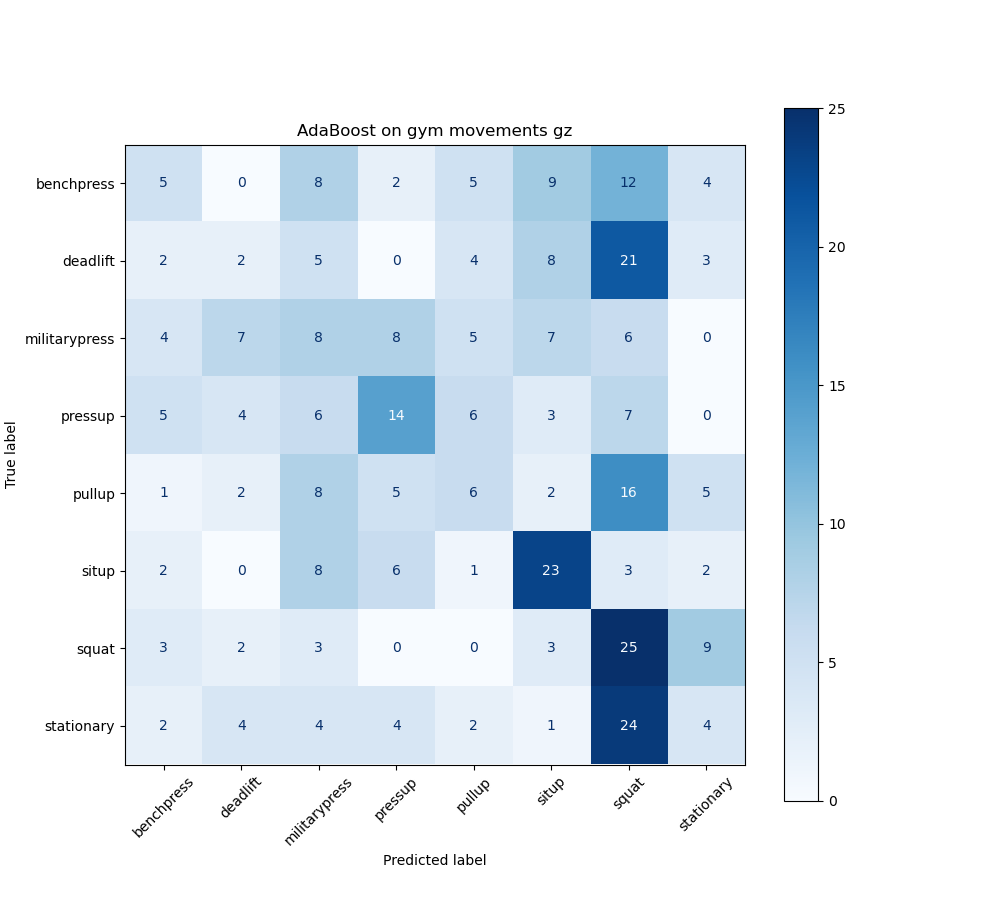 AdaBoost on gym movements gz
True label
benchpress 5 0 8 2 5 9 12 4
deadlift 2 2 5 0 4 8 21 3
militarypress 4 7 8 8 5 7 6 0
pressup 5 4 6 14 6 3 7 0
pullup 1 2 8 5 6 2 16 5
situp 2 0 8 6 1 23 3 2
squat 3 2 3 0 0 3 25 9
stationary 2 4 4 4 2 1 24 4
benchpress deadlift militarypress pressup pullup situp squat stationary
Predicted label
25
20
15
10
5
0